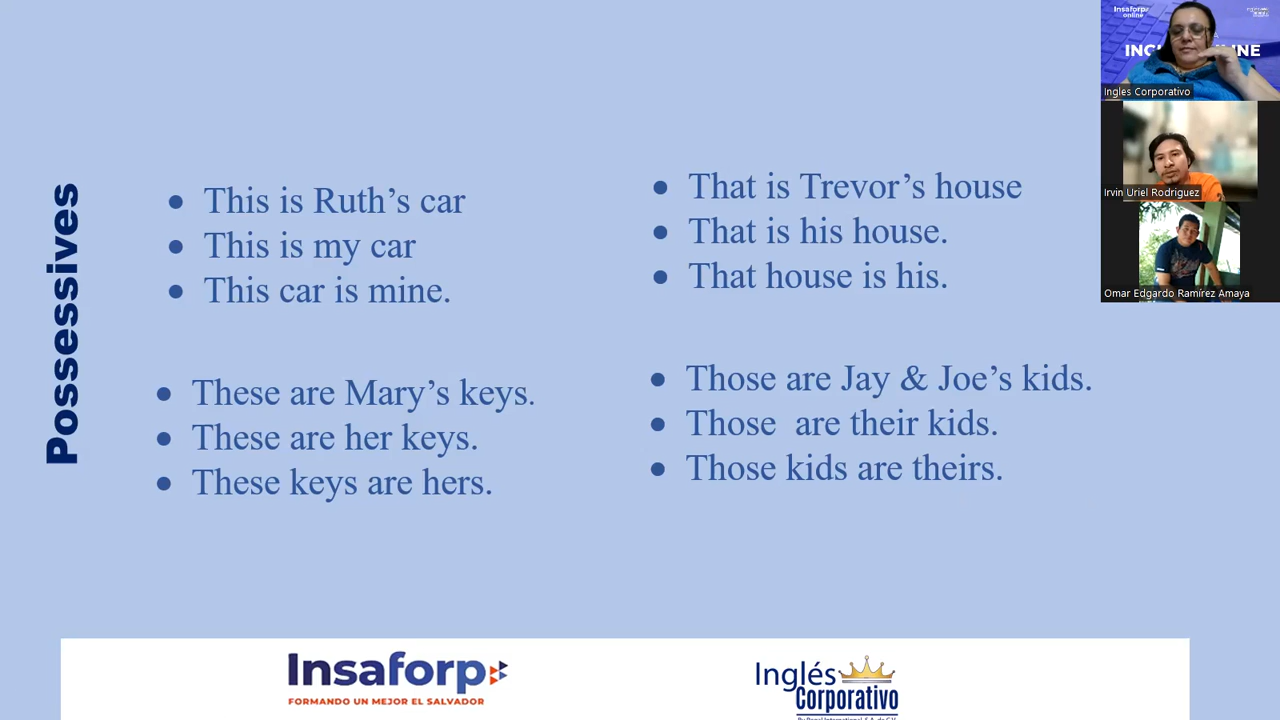 Possessives
This is Ruth’s car
This is my car
This car is mine.
That is Trevor’s house
That is his house.
That house is his.
These are Mary’s keys.
These are her keys.
These keys are hers.
Those are Jay & Joe’s kids.
Those  are their kids.
Those kids are theirs.
Insaforp
FORMANDO UN MEJOR EL SALVADOR
Inglés
Corporativo
Insaforp
online
Ingles Corporativo
Irvin Uriel Rodriguez
Omar Edgardo Ramírez Amaya